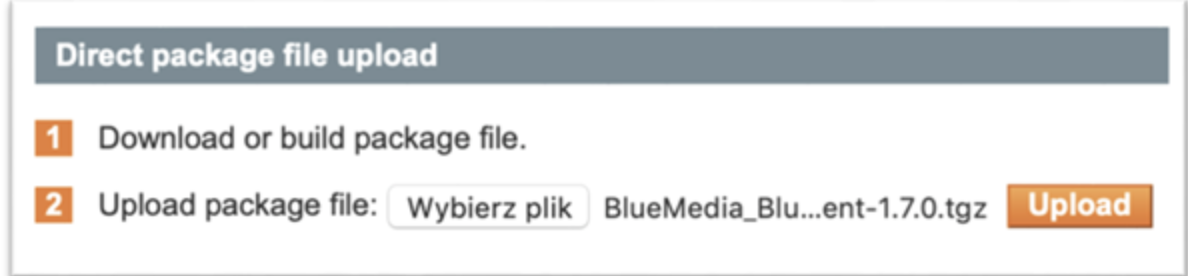 Direct package file upload
1 Download or build package file.
2 Upload package file: Wybierz plik BlueMedia_Blu...ent-1.7.0.tgz Upload